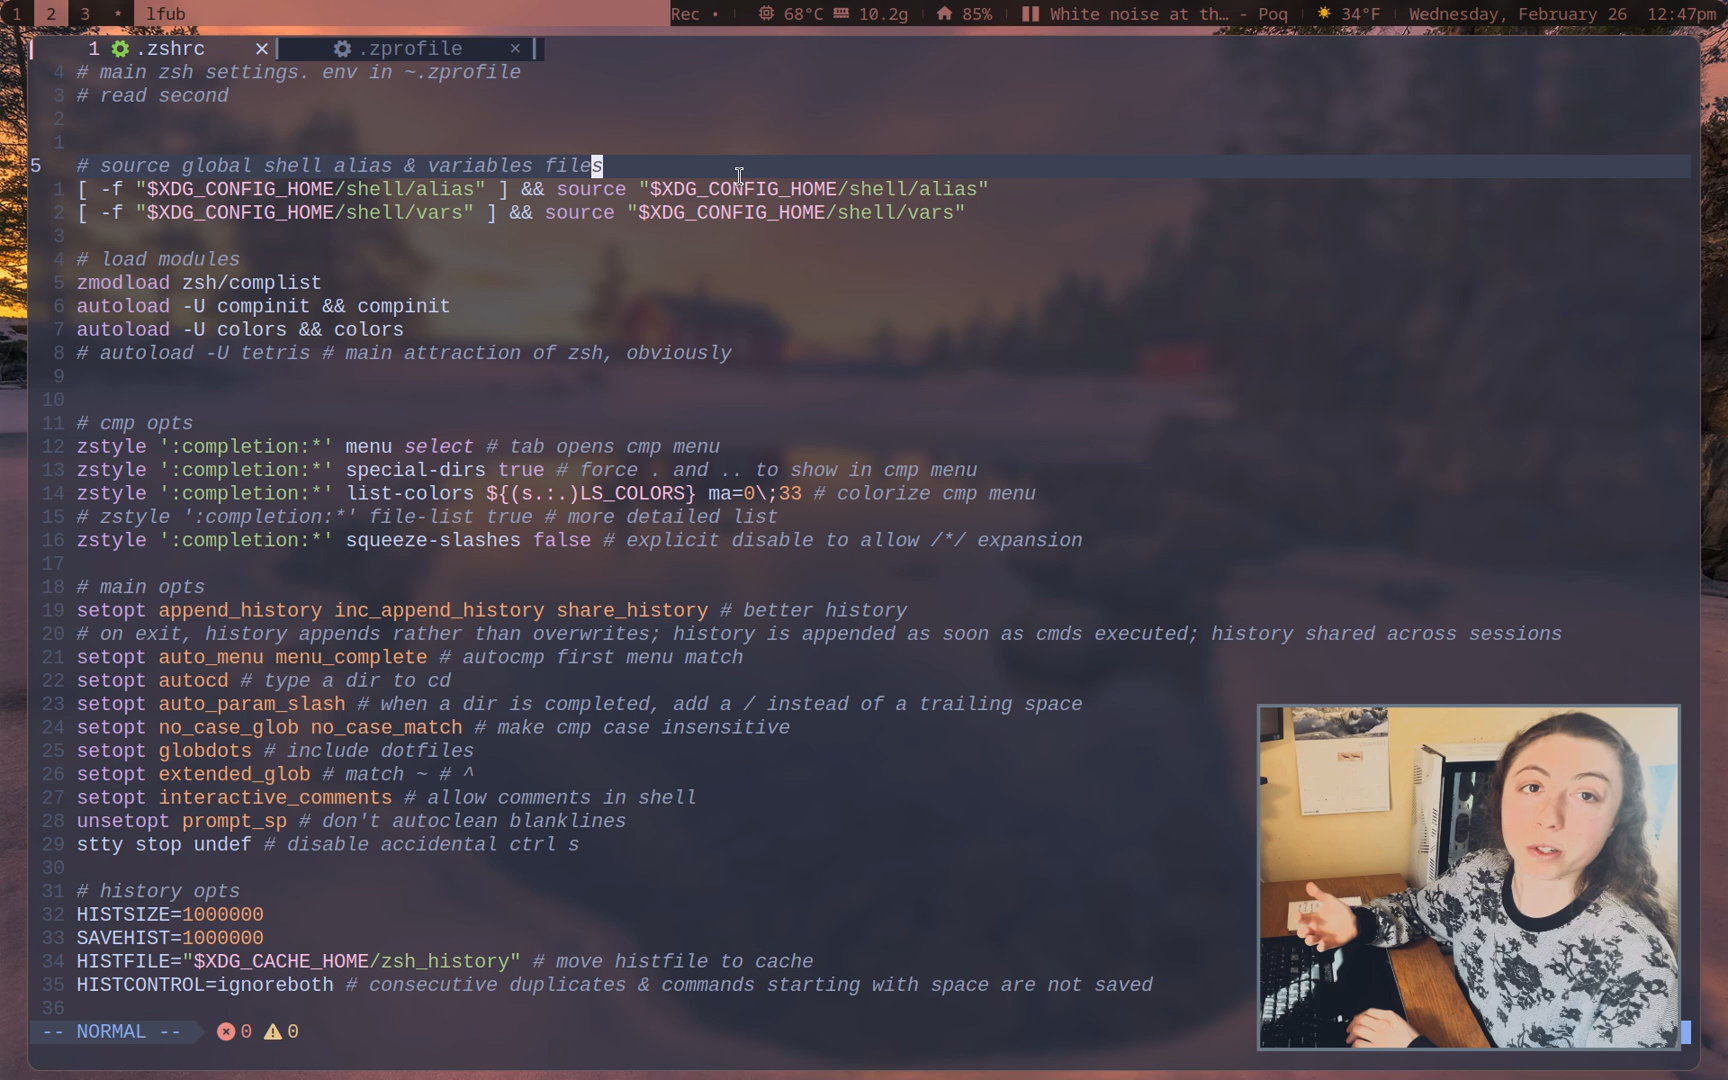 1 2 3 * lfub Rec • 68°C 10.2g 85% White noise at th… - Poq 34°F Wednesday, February 26 12:47pm
1 .zshrc × .zprofile ×
4 # main zsh settings. env in ~.zprofile
3 # read second
2
1
5 # source global shell alias & variables files
1 [ -f "$XDG_CONFIG_HOME/shell/alias" ] && source "$XDG_CONFIG_HOME/shell/alias"
2 [ -f "$XDG_CONFIG_HOME/shell/vars" ] && source "$XDG_CONFIG_HOME/shell/vars"
3
4 # load modules
5 zmodload zsh/complist
6 autoload -U compinit && compinit
7 autoload -U colors && colors
8 # autoload -U tetris # main attraction of zsh, obviously
9
10
11 # cmp opts
12 zstyle ':completion:*' menu select # tab opens cmp menu
13 zstyle ':completion:*' special-dirs true # force . and .. to show in cmp menu
14 zstyle ':completion:*' list-colors ${(s.:.)LS_COLORS} ma=0\;33 # colorize cmp menu
15 # zstyle ':completion:*' file-list true # more detailed list
16 zstyle ':completion:*' squeeze-slashes false # explicit disable to allow /*/ expansion
17
18 # main opts
19 setopt append_history inc_append_history share_history # better history
20 # on exit, history appends rather than overwrites; history is appended as soon as cmds executed; history shared across sessions
21 setopt auto_menu menu_complete # autocmp first menu match
22 setopt autocd # type a dir to cd
23 setopt auto_param_slash # when a dir is completed, add a / instead of a trailing space
24 setopt no_case_glob no_case_match # make cmp case insensitive
25 setopt globdots # include dotfiles
26 setopt extended_glob # match ~ # ^
27 setopt interactive_comments # allow comments in shell
28 unsetopt prompt_sp # don't autoclean blanklines
29 stty stop undef # disable accidental ctrl s
30
31 # history opts
32 HISTSIZE=1000000
33 SAVEHIST=1000000
34 HISTFILE="$XDG_CACHE_HOME/zsh_history" # move histfile to cache
35 HISTCONTROL=ignoreboth # consecutive duplicates & commands starting with space are not saved
36
-- NORMAL -- 0 0